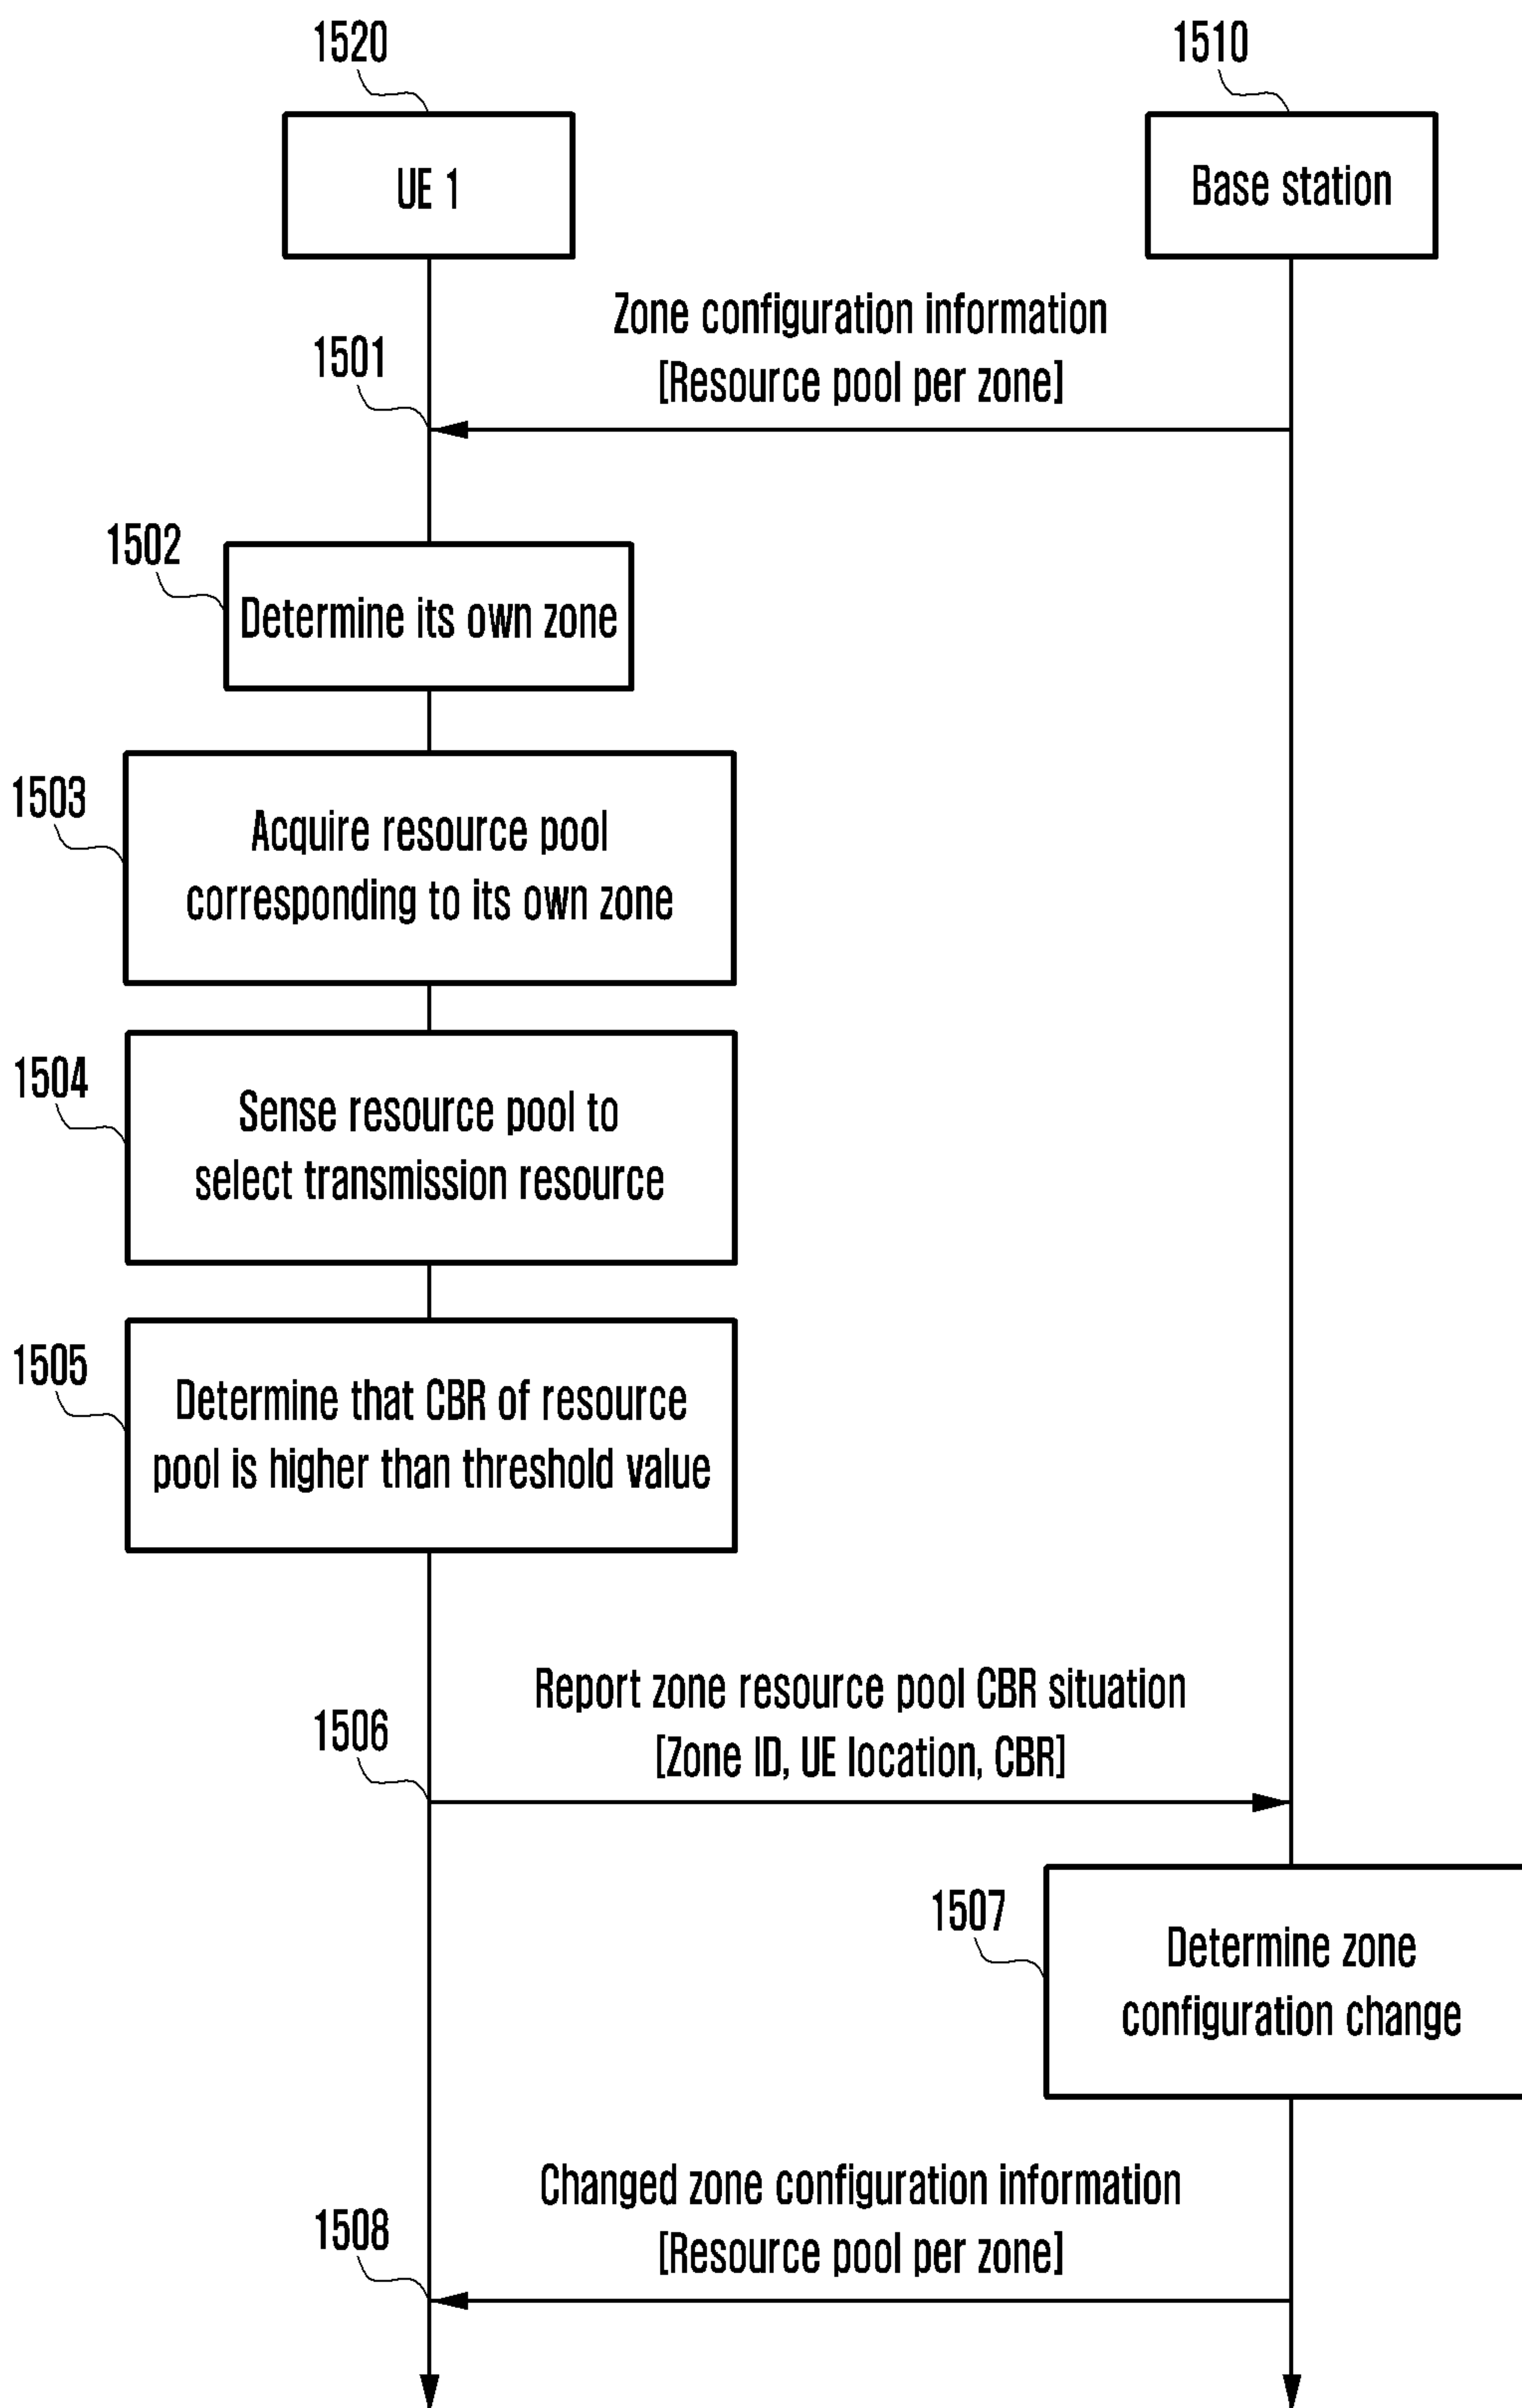 1520
1510
UE 1
Base station
Zone configuration information
[Resource pool per zone]
1501
1502
Determine its own zone
1503
Acquire resource pool
corresponding to its own zone
1504
Sense resource pool to
select transmission resource
1505
Determine that CBR of resource
pool is higher than threshold value
Report zone resource pool CBR situation
[Zone ID, UE location, CBR]
1506
1507
Determine zone
configuration change
Changed zone configuration information
[Resource pool per zone]
1508